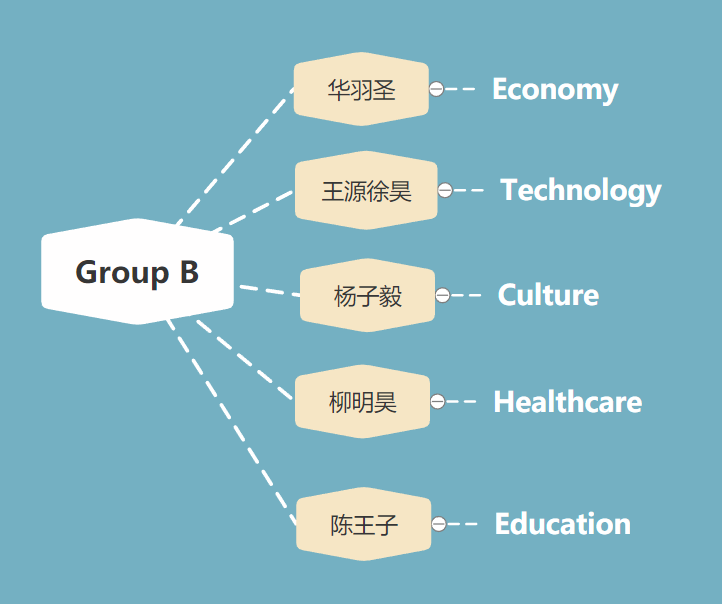 华羽圣
Economy
王源徐昊
Technology
Group B
杨子毅
Culture
柳明昊
Healthcare
陈王子
Education